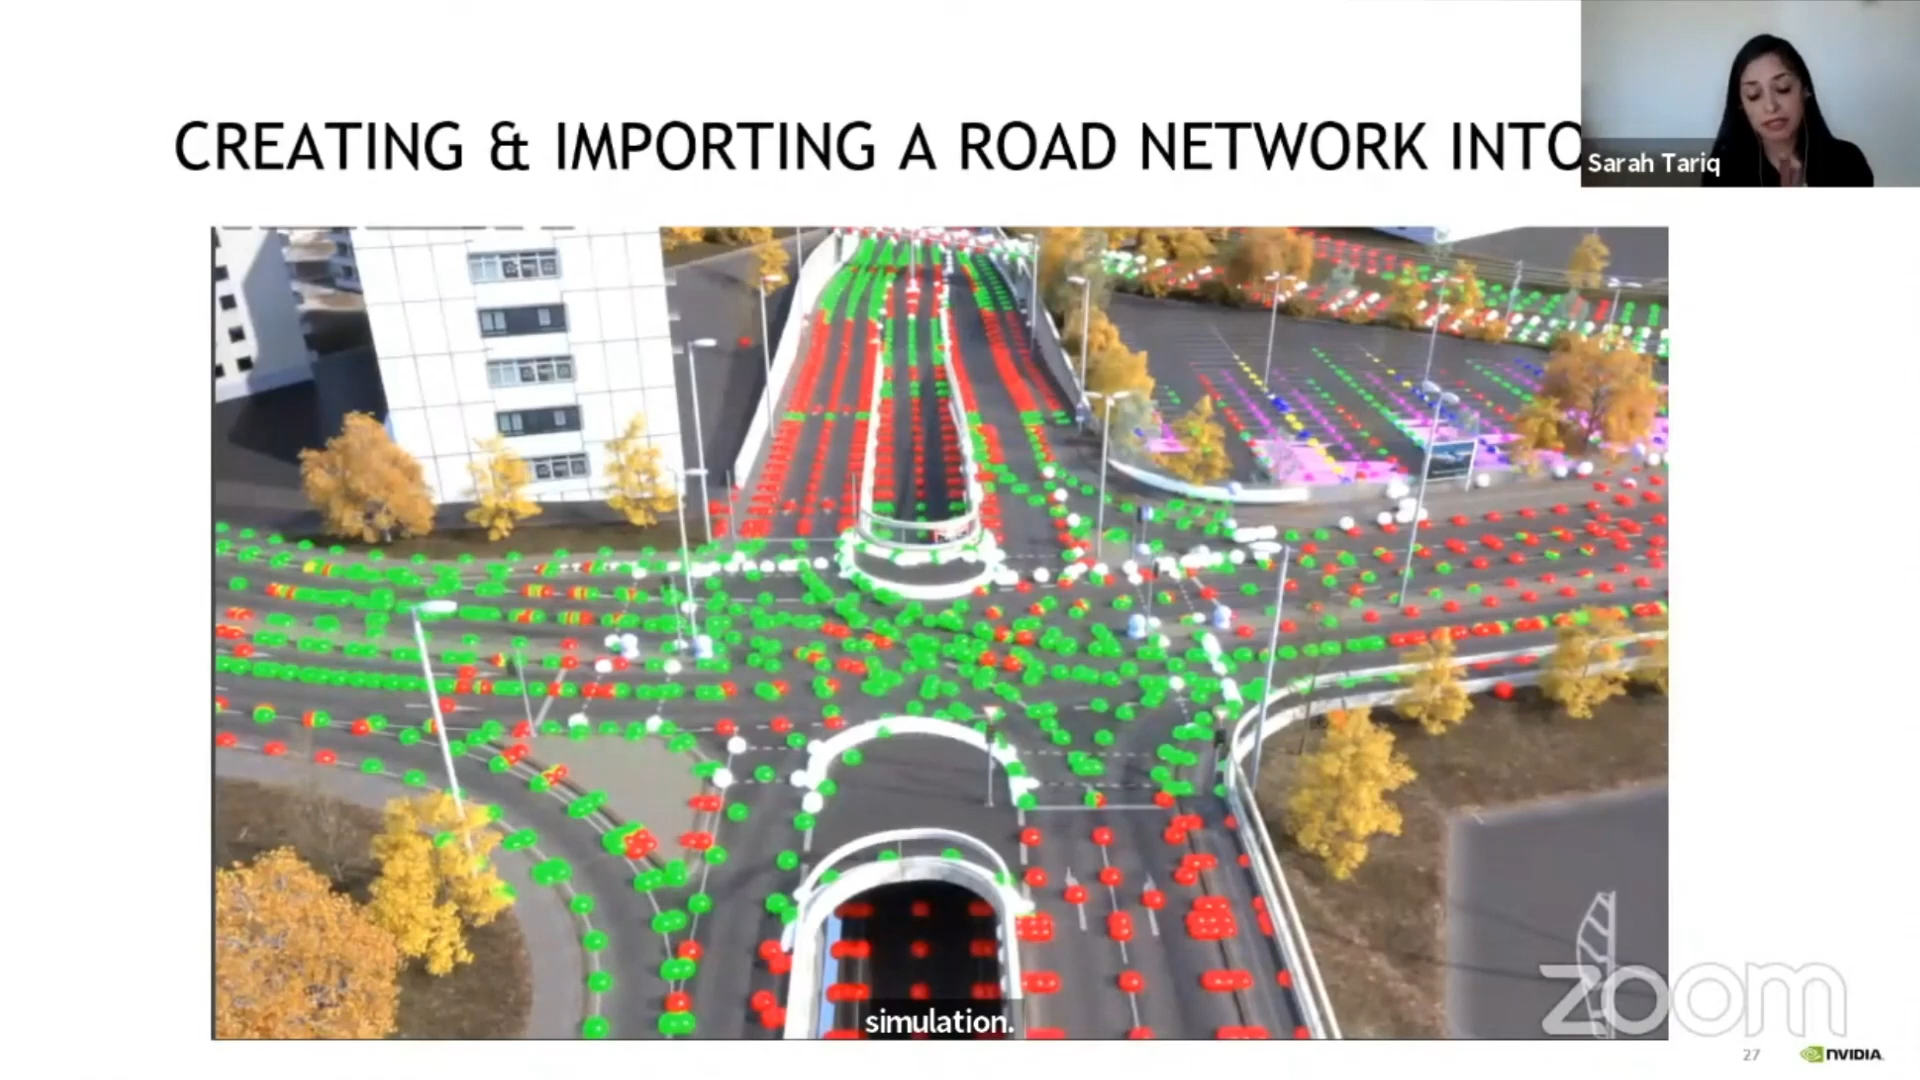 CREATING & IMPORTING A ROAD NETWORK INTO
Sarah Tariq
simulation.
zoom
27
NVIDIA.